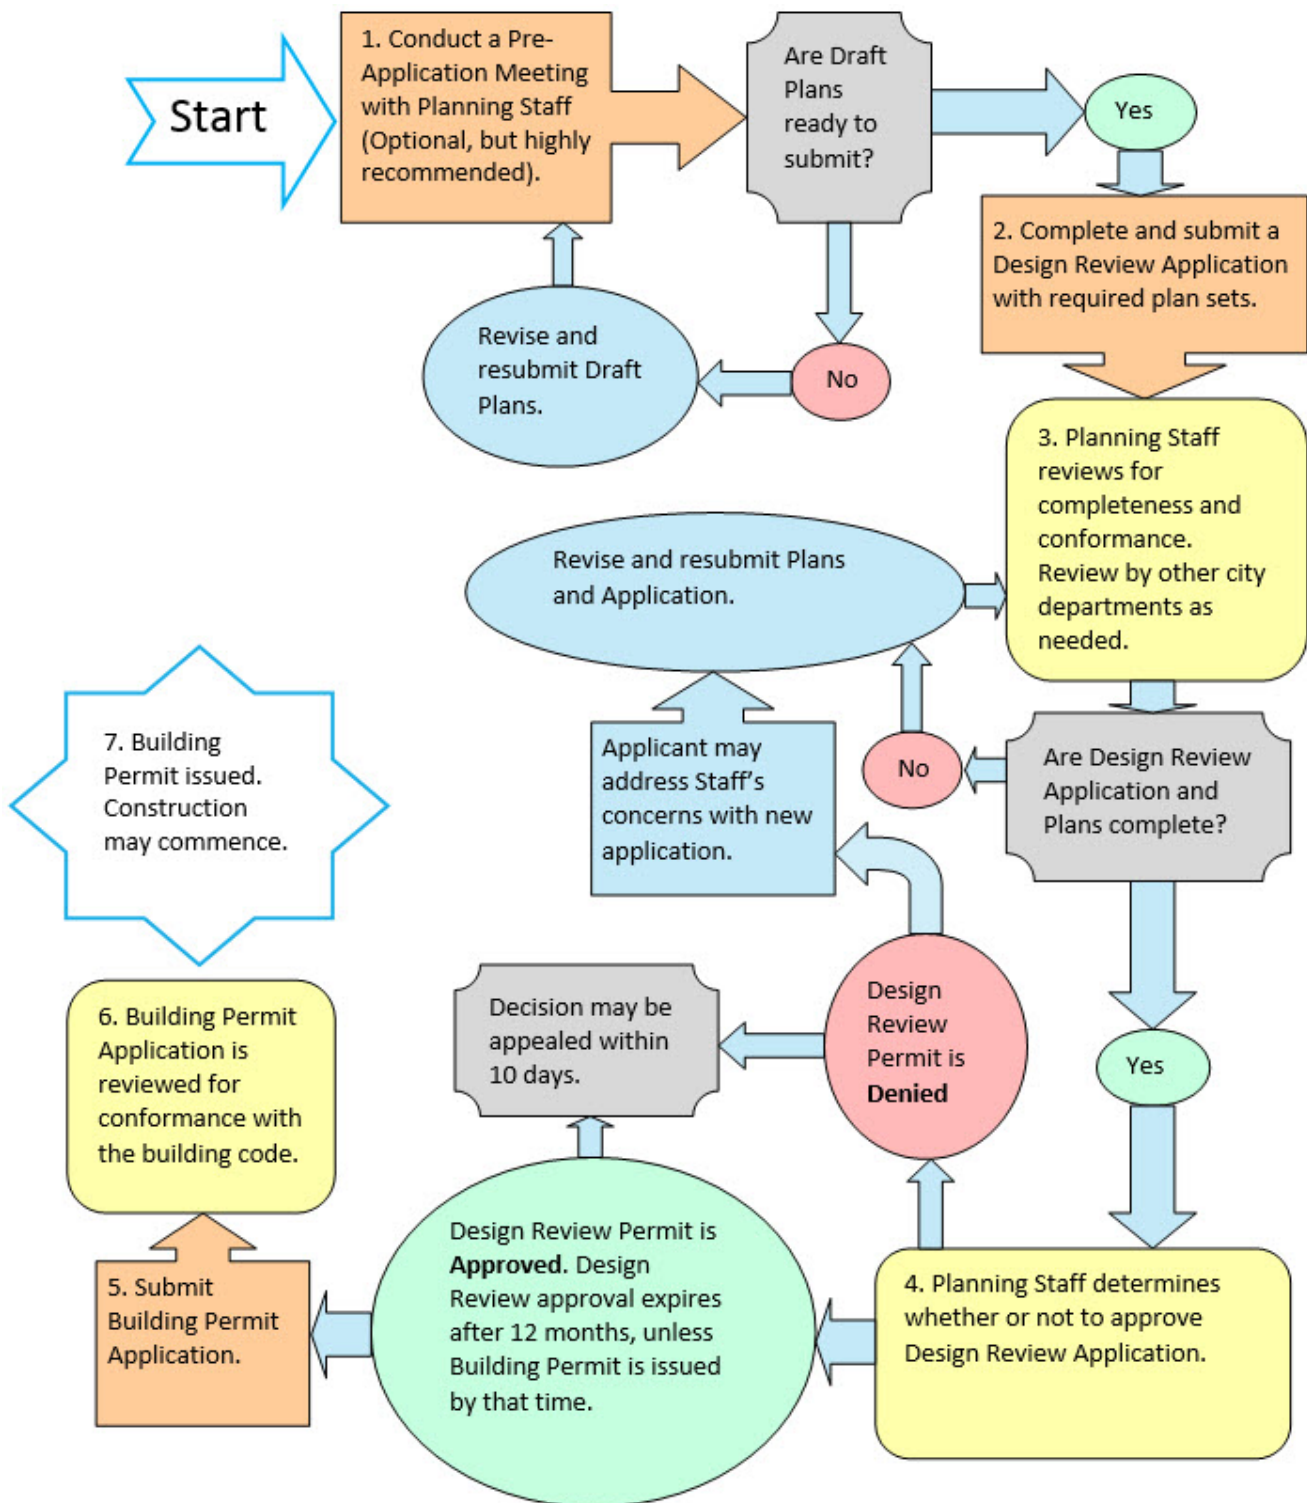 Start
1. Conduct a Pre-
Application Meeting
with Planning Staff
(Optional, but highly
recommended).
Are Draft
Plans
ready to
submit?
Yes
2. Complete and submit a
Design Review Application
with required plan sets.
No
Revise and
resubmit Draft
Plans.
3. Planning Staff
reviews for
completeness and
conformance.
Review by other city
departments as
needed.
Revise and resubmit Plans
and Application.
Are Design Review
Application and
Plans complete?
No
Applicant may
address Staff’s
concerns with new
application.
Yes
4. Planning Staff determines
whether or not to approve
Design Review Application.
Design
Review
Permit is
Denied
Decision may be
appealed within
10 days.
Design Review Permit is
Approved. Design
Review approval expires
after 12 months, unless
Building Permit is issued
by that time.
5. Submit
Building Permit
Application.
6. Building Permit
Application is
reviewed for
conformance with
the building code.
7. Building
Permit issued.
Construction
may commence.